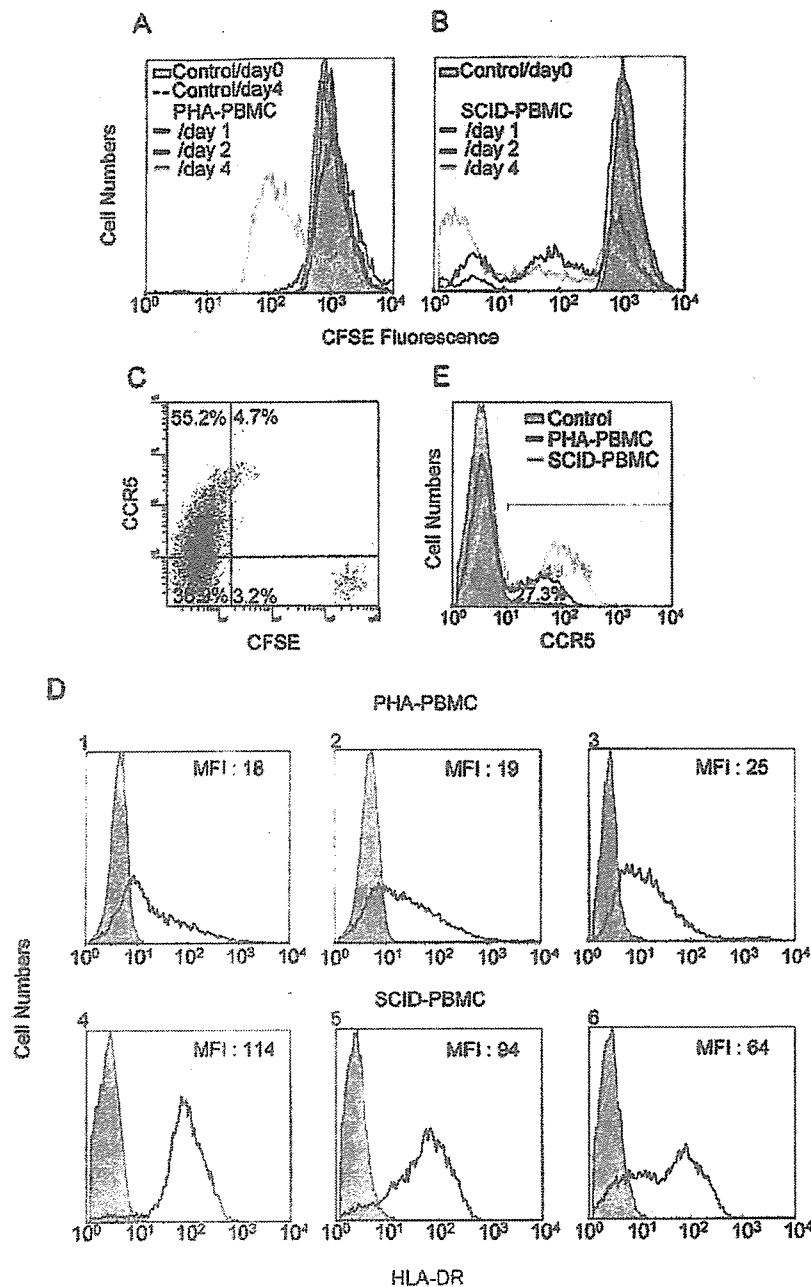 A
Control/day0
Control/day4
PHA-PBMC
/day 1
/day 2
/day 4
B
Control/day0
SCID-PBMC
/day 1
/day 2
/day 4
Cell Numbers
10⁰ 10¹ 10² 10³ 10⁴
10⁰ 10¹ 10² 10³ 10⁴
CFSE Fluorescence
C
55.2% 4.7%
3.2%
CCR5
CFSE
E
Control
PHA-PBMC
SCID-PBMC
Cell Numbers
27.3%
10⁰ 10¹ 10² 10³ 10⁴
CCR5
D
PHA-PBMC
1
MFI : 18
2
MFI : 19
3
MFI : 25
10⁰ 10¹ 10² 10³ 10⁴
10⁰ 10¹ 10² 10³ 10⁴
10⁰ 10¹ 10² 10³ 10⁴
Cell Numbers
SCID-PBMC
4
MFI : 114
5
MFI : 94
6
MFI : 64
10⁰ 10¹ 10² 10³ 10⁴
10⁰ 10¹ 10² 10³ 10⁴
10⁰ 10¹ 10² 10³ 10⁴
HLA-DR